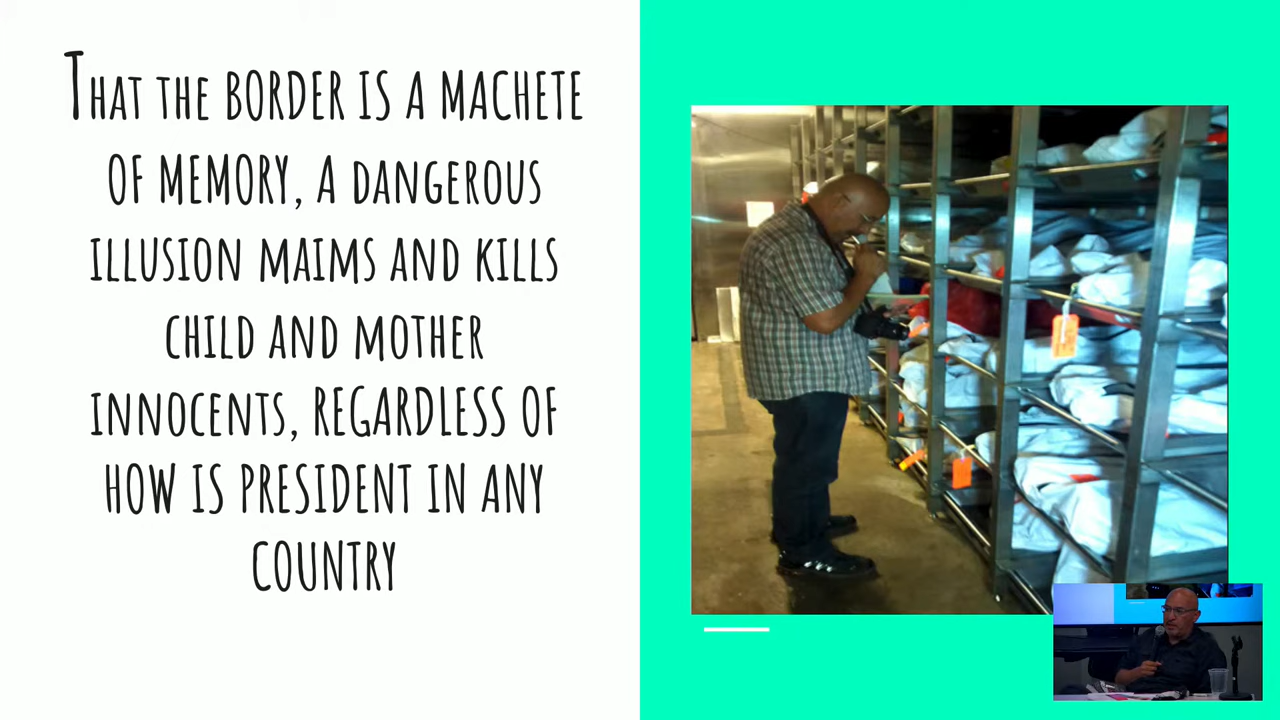 That the BORDER IS A MACHETE
OF MEMORY, A dangerous
illusion maims and kills
child and mother
innocents, REGARDLESS OF
HOW IS PRESIDENT IN ANY
COUNTRY